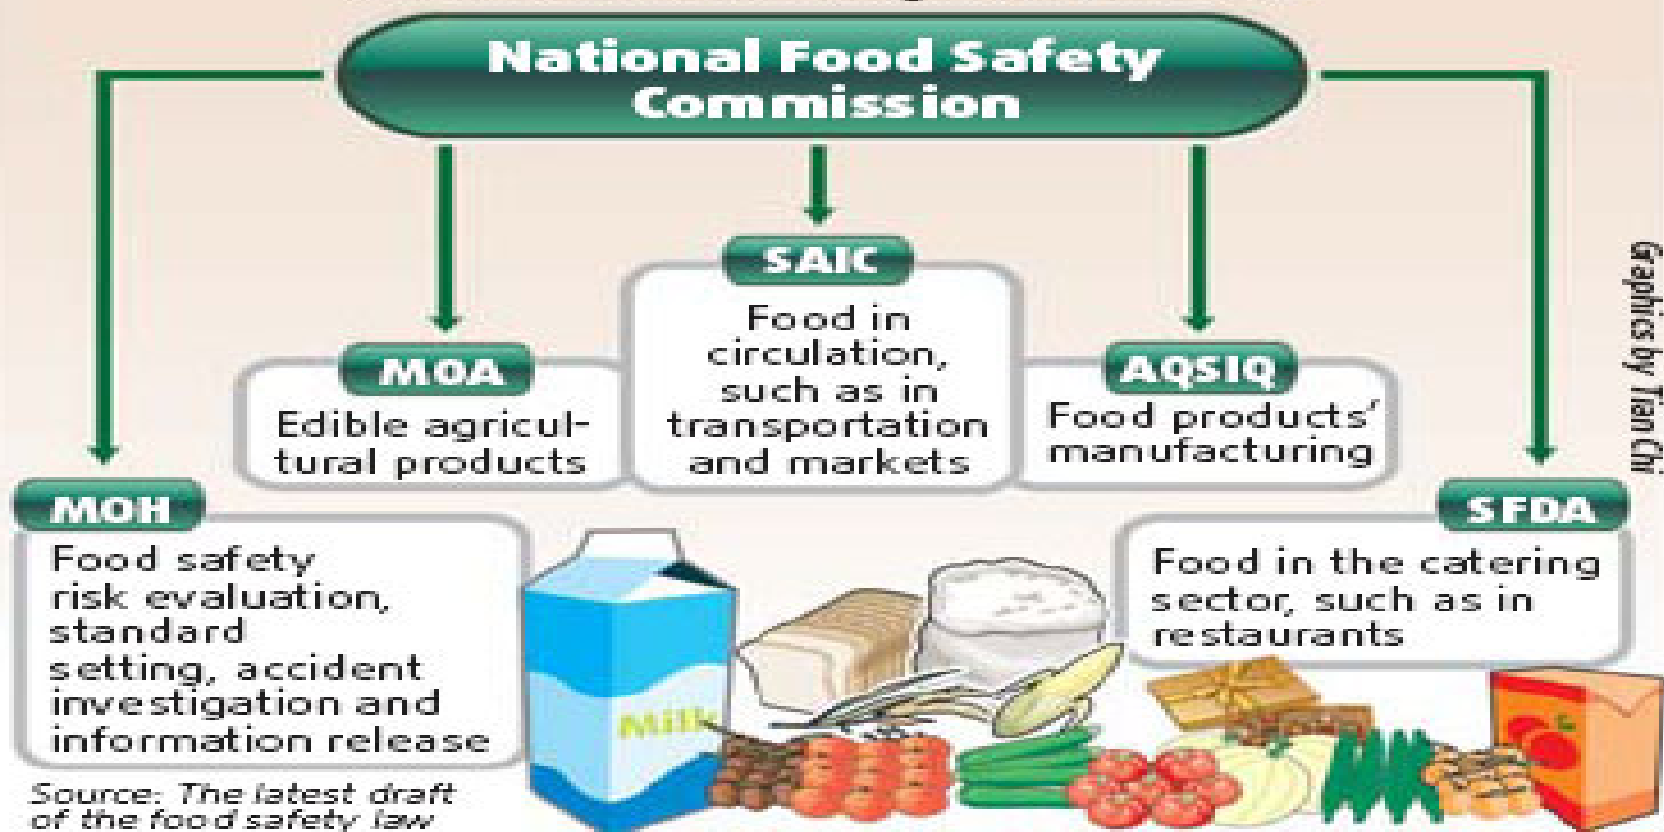 National Food Safety
Commission
SAIC
Food in
circulation,
such as in
transportation
and markets
MOA
Edible agricul-
tural products
AQSIQ
Food products'
manufacturing
MOH
Food safety
risk evaluation,
standard
setting, accident
investigation and
information release
SFDA
Food in the catering
sector, such as in
restaurants
Milk
Source: The latest draft
of the food safety law
Graphics by Tian Chi